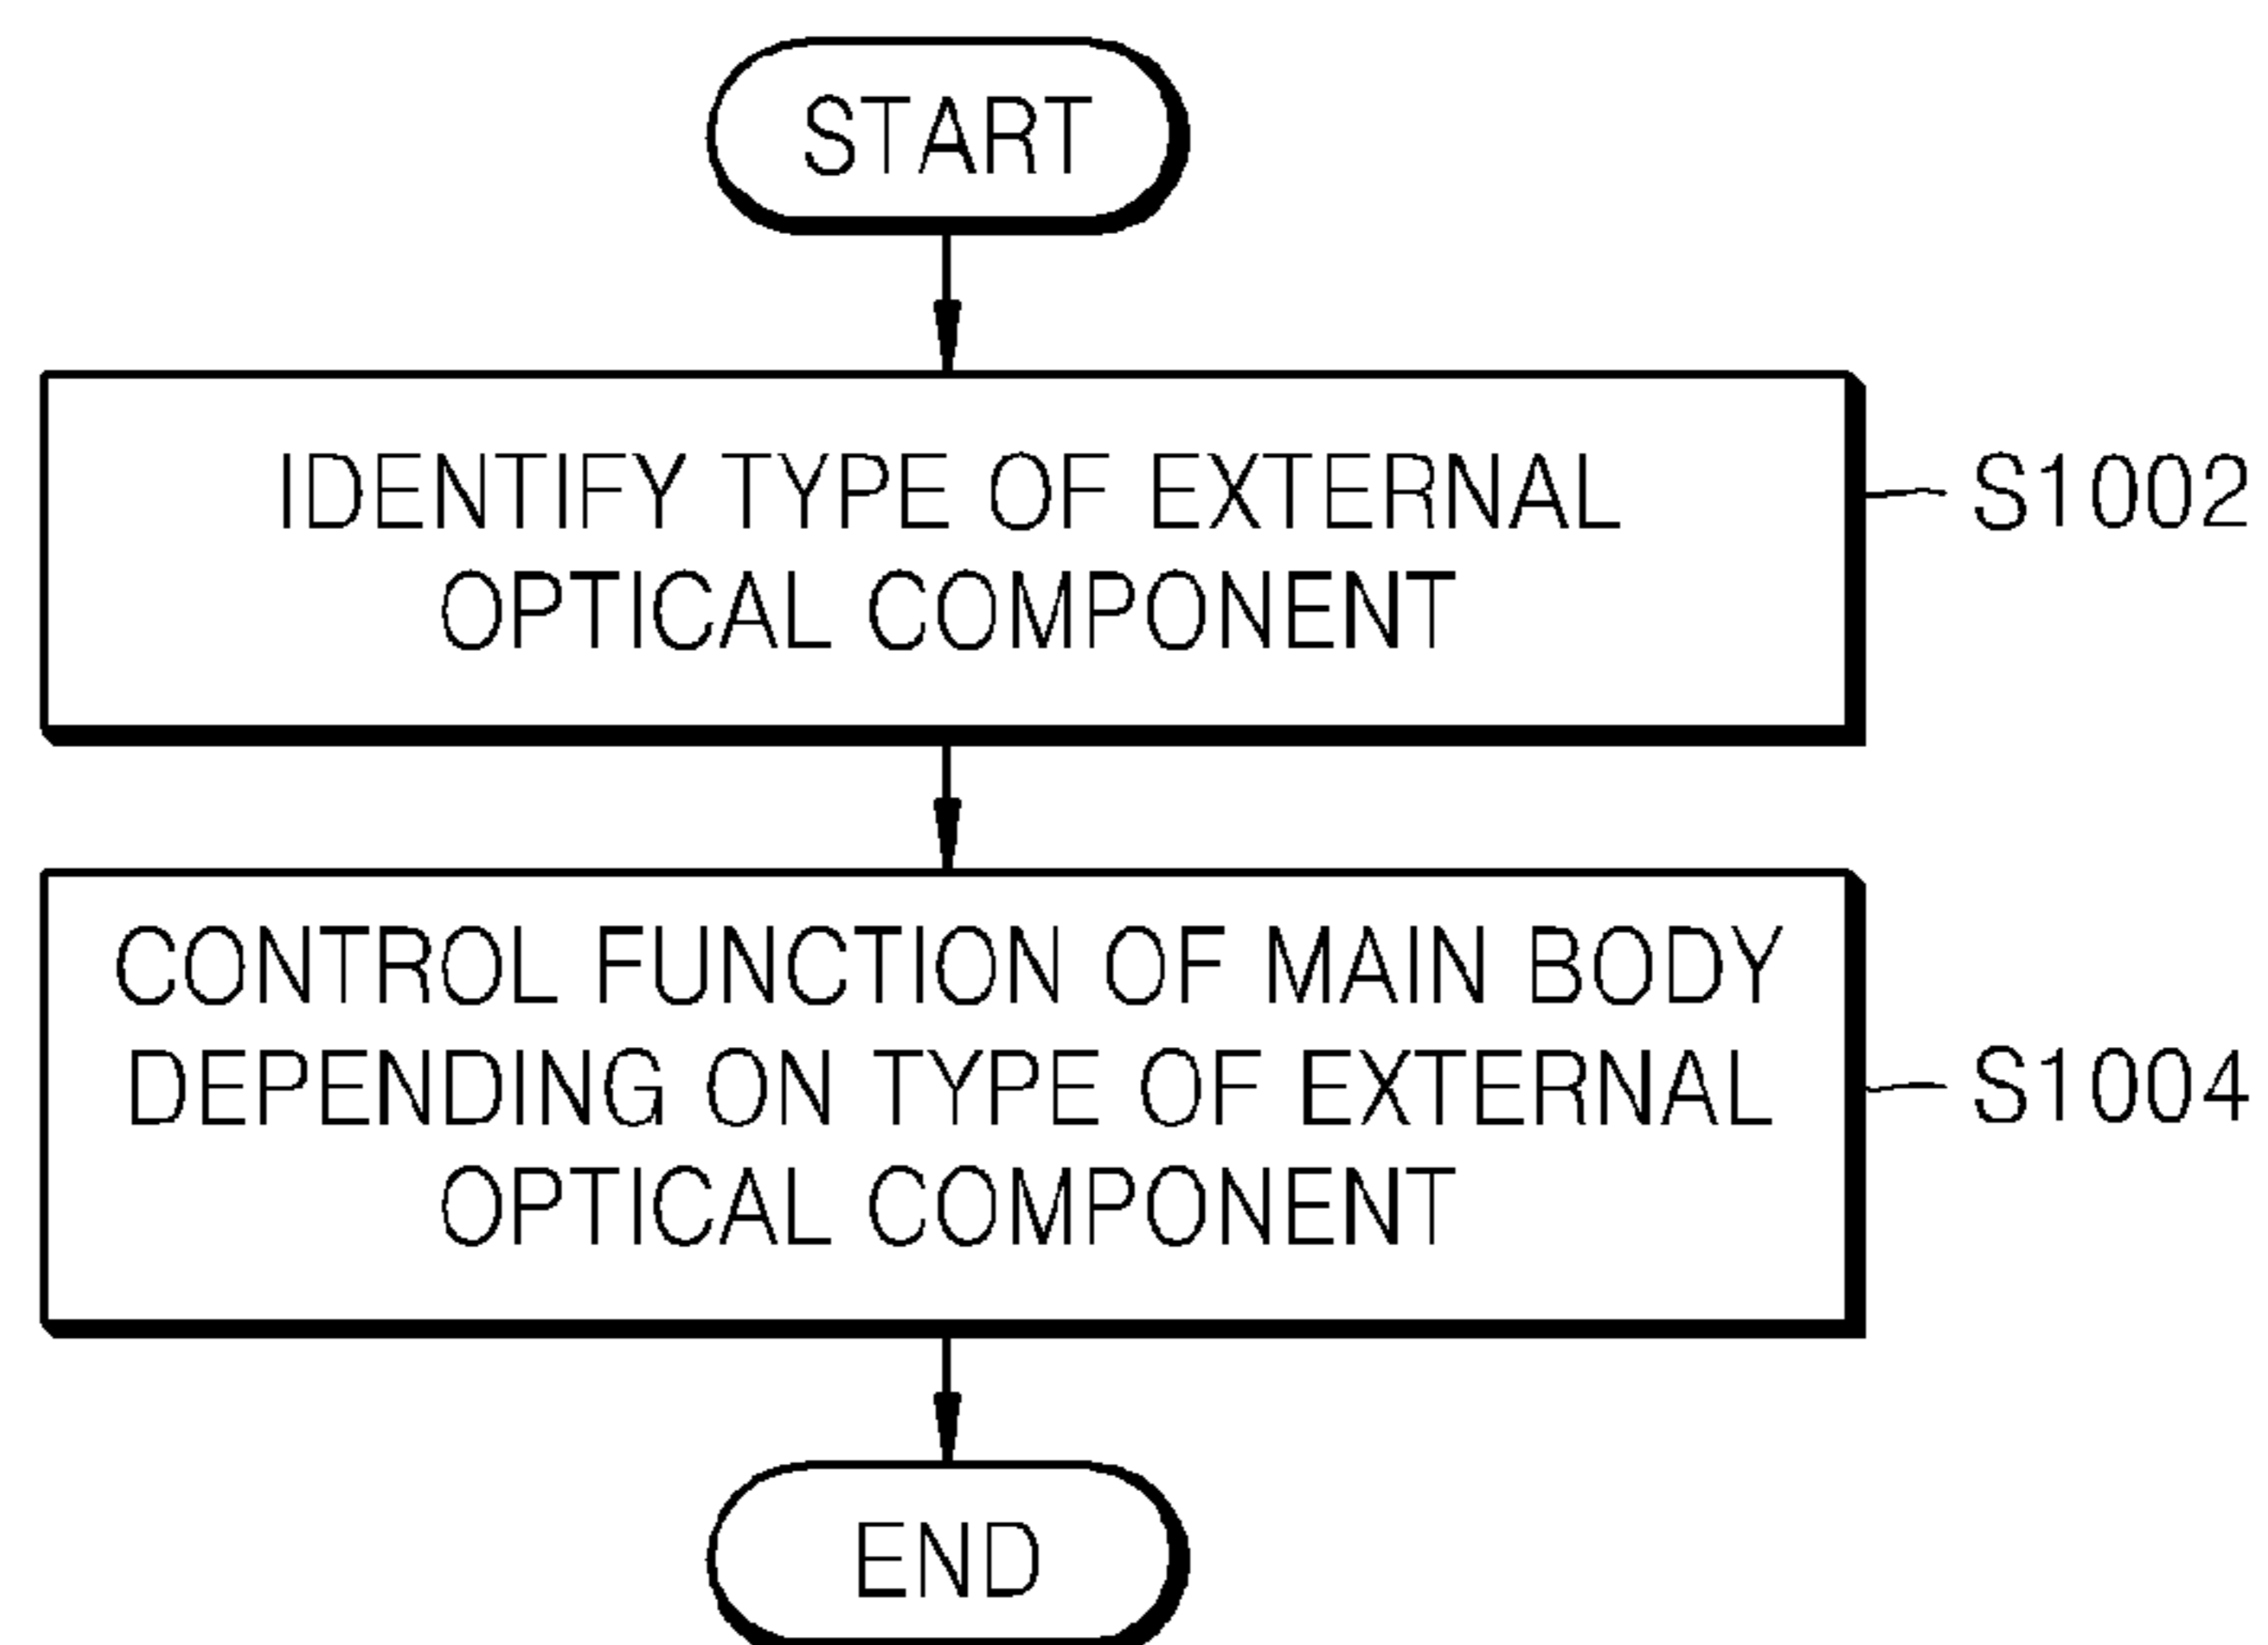 START
IDENTIFY TYPE OF EXTERNAL
OPTICAL COMPONENT
S1002
CONTROL FUNCTION OF MAIN BODY
DEPENDING ON TYPE OF EXTERNAL
OPTICAL COMPONENT
S1004
END